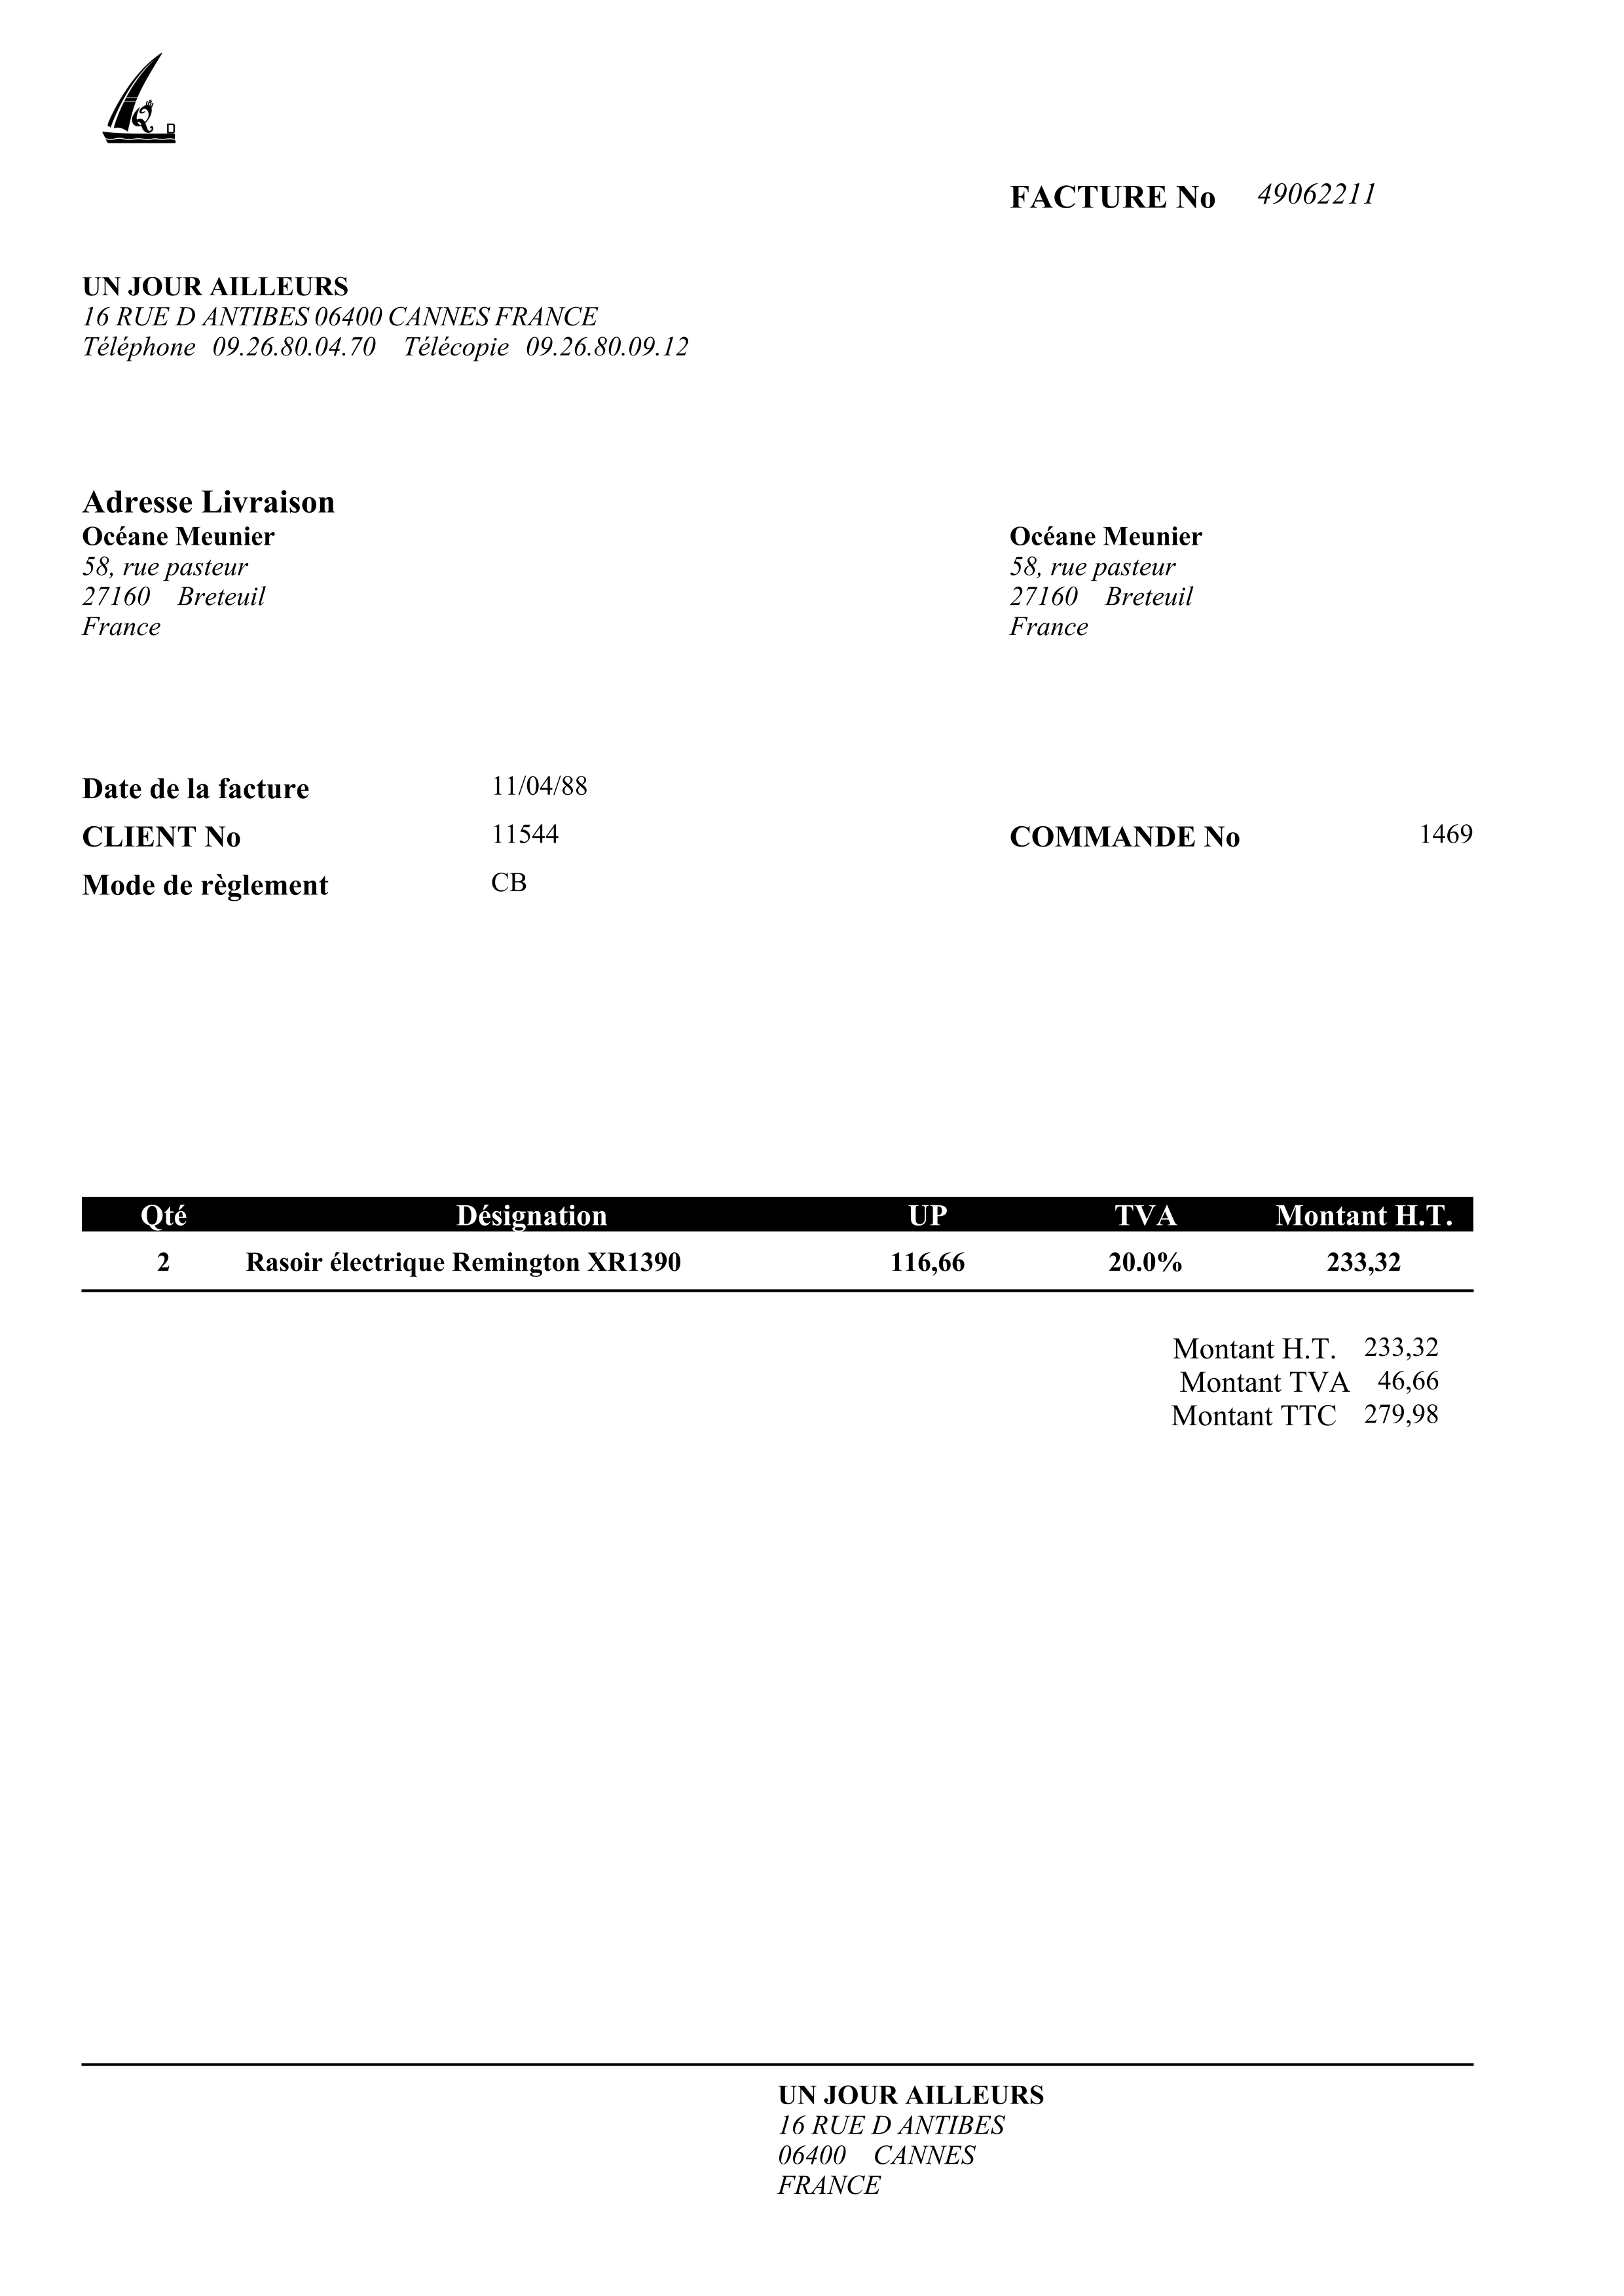 FACTURE No 49062211
UN JOUR AILLEURS
16 RUE D ANTIBES 06400 CANNES FRANCE
Téléphone 09.26.80.04.70 Télécopie 09.26.80.09.12
Adresse Livraison
Océane Meunier
58, rue pasteur
27160 Breteuil
France
Océane Meunier
58, rue pasteur
27160 Breteuil
France
Date de la facture 11/04/88
CLIENT No 11544 COMMANDE No 1469
Mode de règlement CB
Qté Désignation UP TVA Montant H.T.
2 Rasoir électrique Remington XR1390 116,66 20.0% 233,32
Montant H.T. 233,32
Montant TVA 46,66
Montant TTC 279,98
UN JOUR AILLEURS
16 RUE D ANTIBES
06400 CANNES
FRANCE